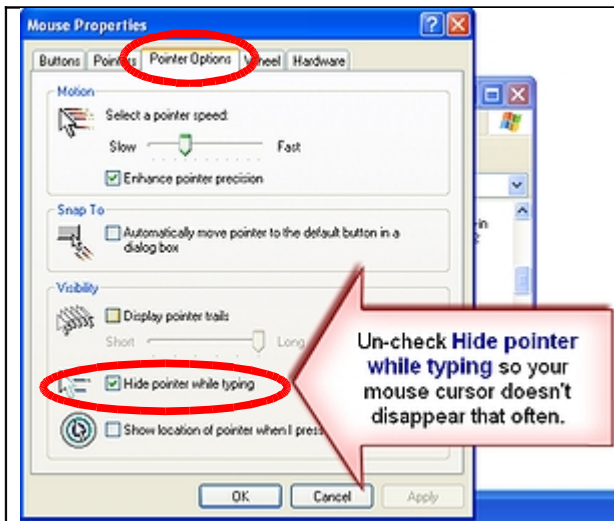 Mouse Properties
Buttons Pointers Pointer Options Wheel Hardware
Motion
Select a pointer speed:
Slow Fast
Enhance pointer precision
Snap To
Automatically move pointer to the default button in a
dialog box
Visibility
Display pointer trails
Short Long
Hide pointer while typing
Show location of pointer when I press
OK Cancel Apply
Un-check Hide pointer
while typing so your
mouse cursor doesn't
disappear that often.